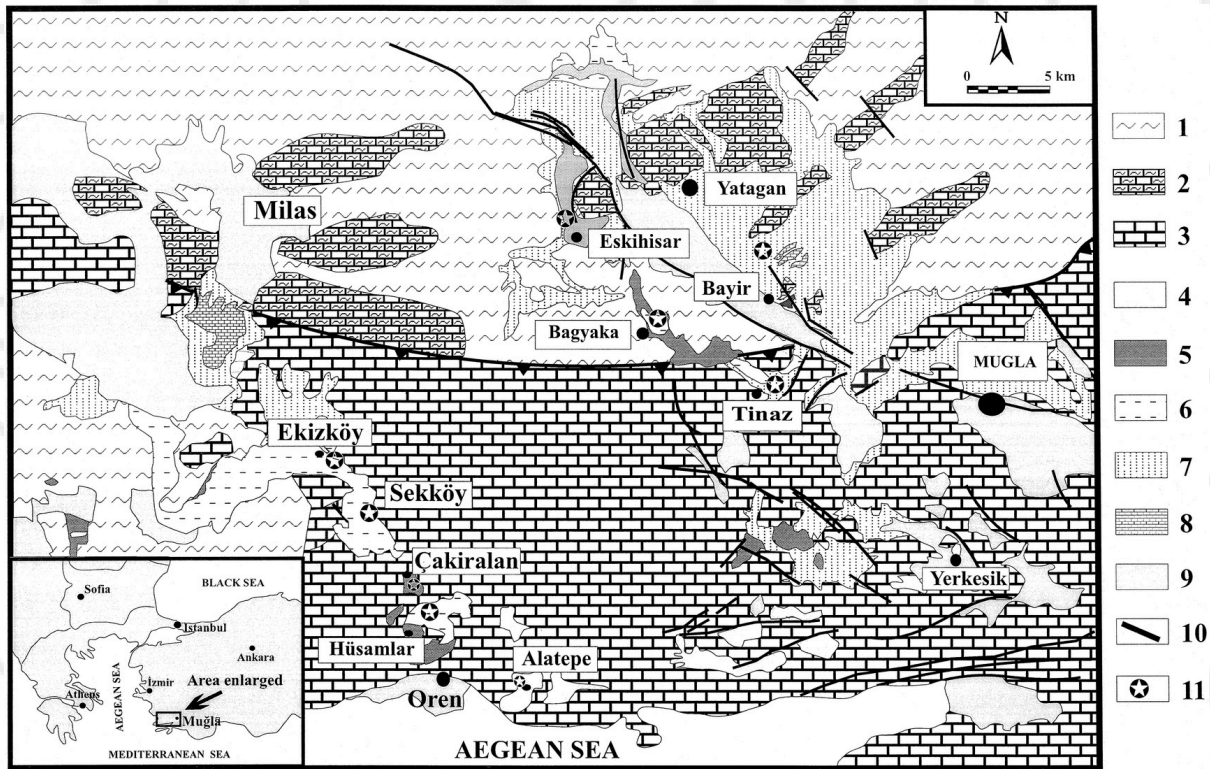 N
0 5 km
Yatagan
Milas
Eskihisar
Bayir
Bagyaka
MUGLA
Tinaz
Ekizköy
Sekköy
Çakiralan
Yerkesik
Hüsamlar
Alatepe
Oren
AEGEAN SEA
Sofia
BLACK SEA
Istanbul
Ankara
AEGEAN SEA
Athens
İzmir
Area enlarged
Muğla
MEDITERRANEAN SEA
1
2
3
4
5
6
7
8
9
10
11